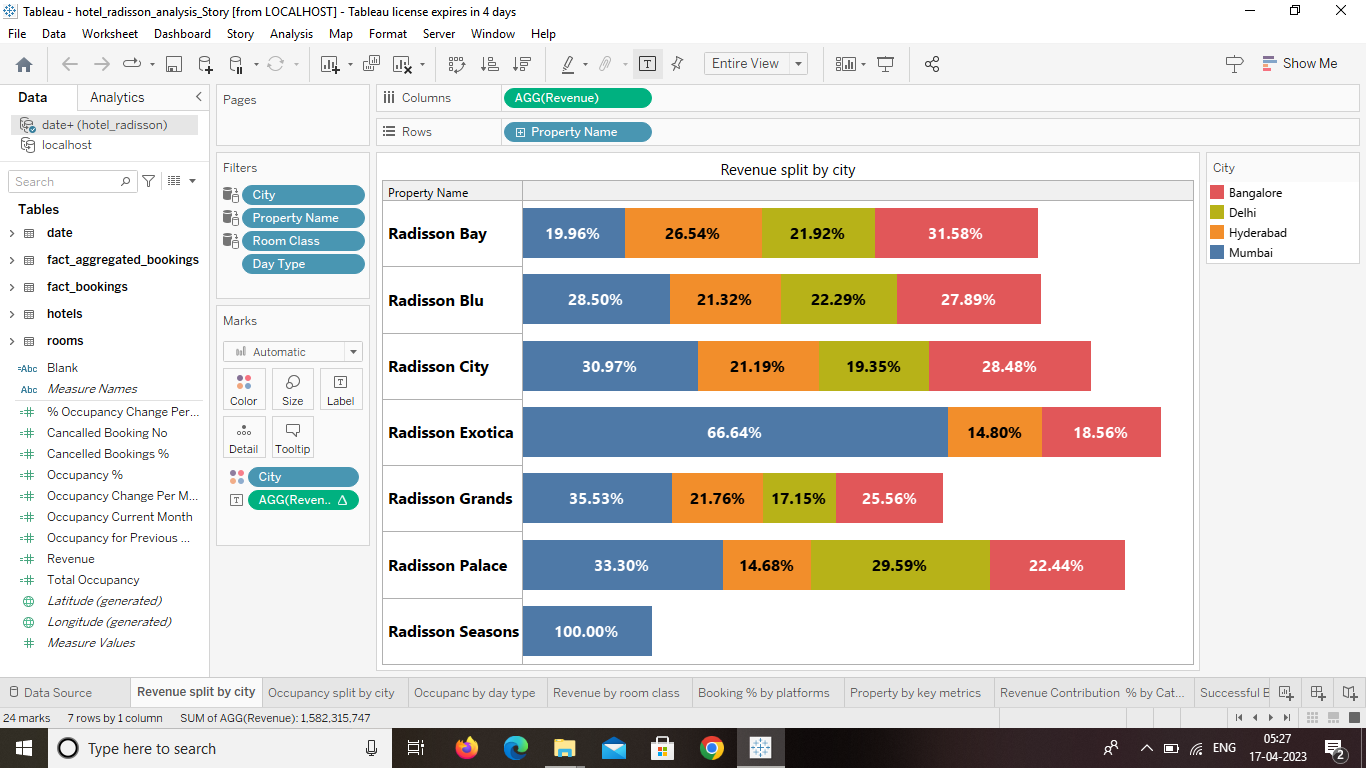 Tableau - hotel_radisson_analysis_Story [from LOCALHOST] - Tableau license expires in 4 days
File Data Worksheet Dashboard Story Analysis Map Format Server Window Help
Entire View
Show Me
Data Analytics
date+ (hotel_radisson)
localhost
Search
Tables
date
fact_aggregated_bookings
fact_bookings
hotels
rooms
Abc Blank
Abc Measure Names
% Occupancy Change Per...
Cancalled Booking No
Cancelled Bookings %
Occupancy %
Occupancy Change Per M...
Occupancy Current Month
Occupancy for Previous ...
Revenue
Total Occupancy
Latitude (generated)
Longitude (generated)
Measure Values
Pages
Filters
City
Property Name
Room Class
Day Type
Marks
Automatic
Color Size Label
Detail Tooltip
City
AGG(Reven..
Columns AGG(Revenue)
Rows Property Name
Revenue split by city
Property Name
Radisson Bay 19.96% 26.54% 21.92% 31.58%
Radisson Blu 28.50% 21.32% 22.29% 27.89%
Radisson City 30.97% 21.19% 19.35% 28.48%
Radisson Exotica 66.64% 14.80% 18.56%
Radisson Grands 35.53% 21.76% 17.15% 25.56%
Radisson Palace 33.30% 14.68% 29.59% 22.44%
Radisson Seasons 100.00%
City
Bangalore
Delhi
Hyderabad
Mumbai
Data Source Revenue split by city Occupancy split by city Occupanc by day type Revenue by room class Booking % by platforms Property by key metrics Revenue Contribution % by Cat... Successful B
24 marks 7 rows by 1 column SUM of AGG(Revenue): 1,582,315,747
Type here to search
ENG
05:27
17-04-2023
2